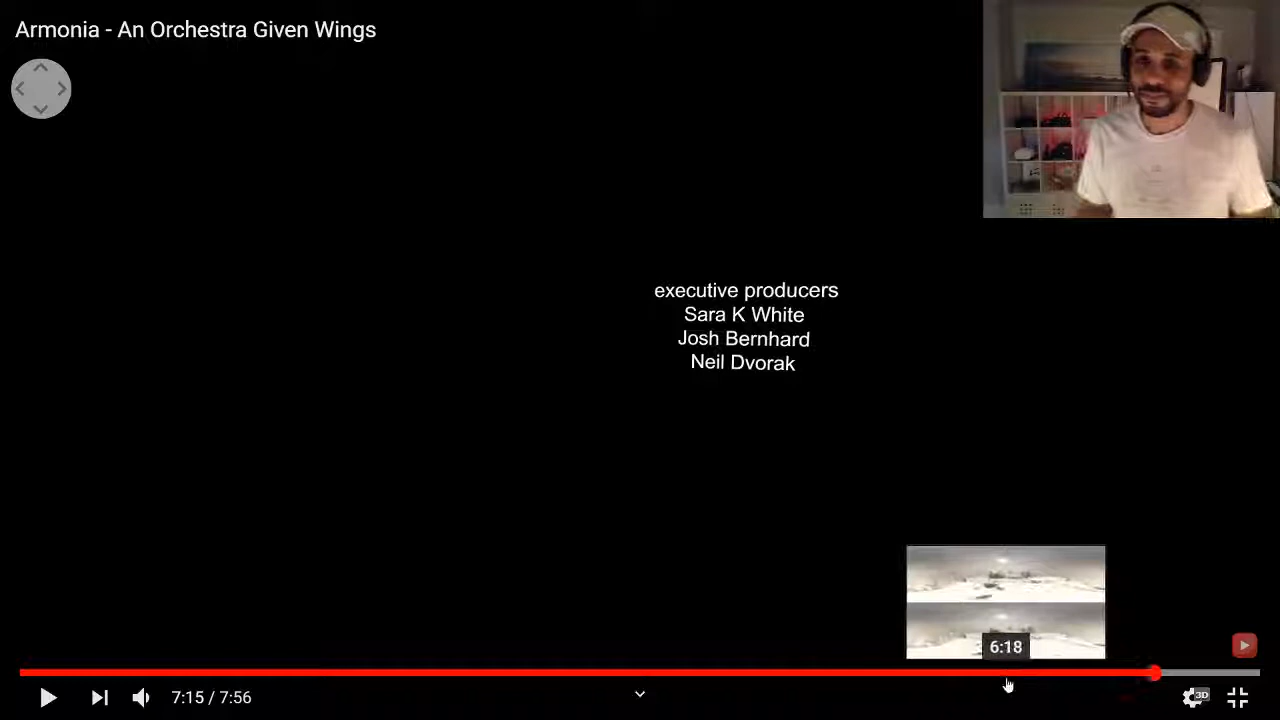 Armonia - An Orchestra Given Wings
executive producers
Sara K White
Josh Bernhard
Neil Dvorak
6:18
7:15 / 7:56
3D